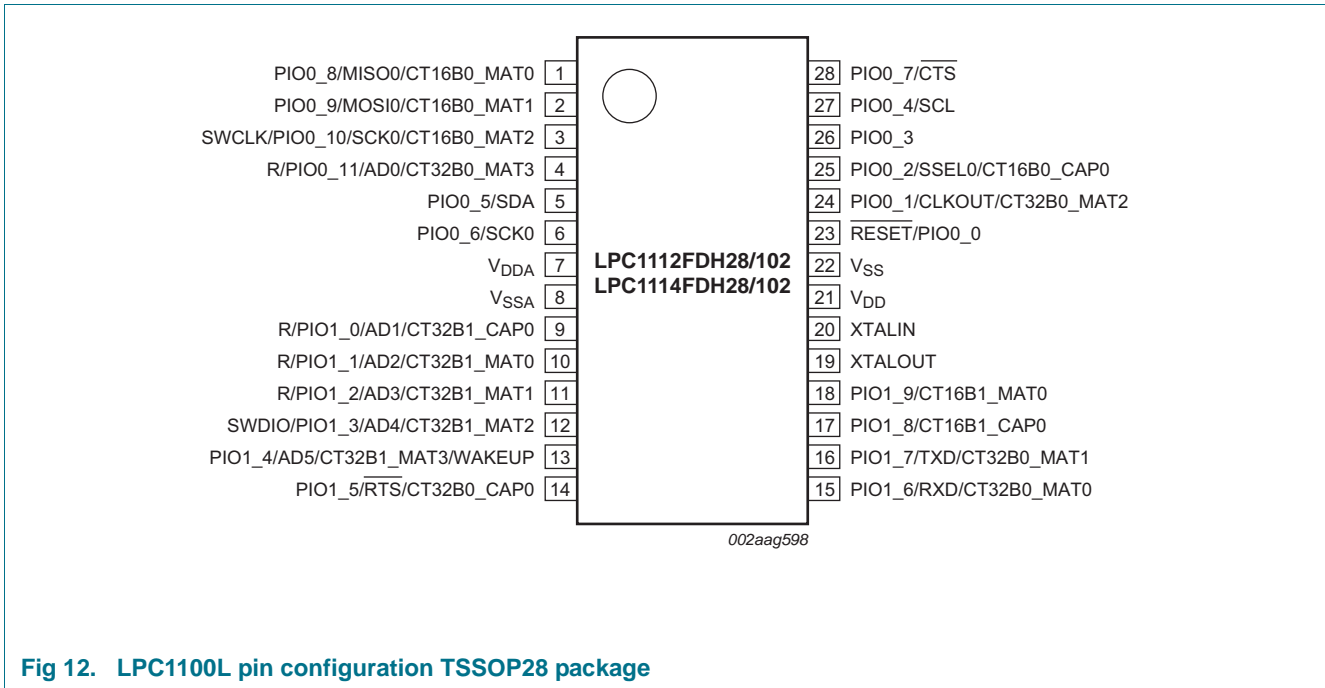 PIO0_8/MISO0/CT16B0_MAT0 1
PIO0_9/MOSI0/CT16B0_MAT1 2
SWCLK/PIO0_10/SCK0/CT16B0_MAT2 3
R/PIO0_11/AD0/CT32B0_MAT3 4
PIO0_5/SDA 5
PIO0_6/SCK0 6
VDDA 7
VSSA 8
R/PIO1_0/AD1/CT32B1_CAP0 9
R/PIO1_1/AD2/CT32B1_MAT0 10
R/PIO1_2/AD3/CT32B1_MAT1 11
SWDIO/PIO1_3/AD4/CT32B1_MAT2 12
PIO1_4/AD5/CT32B1_MAT3/WAKEUP 13
PIO1_5/RTS/CT32B0_CAP0 14
LPC1112FDH28/102
LPC1114FDH28/102
28 PIO0_7/CTS
27 PIO0_4/SCL
26 PIO0_3
25 PIO0_2/SSEL0/CT16B0_CAP0
24 PIO0_1/CLKOUT/CT32B0_MAT2
23 RESET/PIO0_0
22 VSS
21 VDD
20 XTALIN
19 XTALOUT
18 PIO1_9/CT16B1_MAT0
17 PIO1_8/CT16B1_CAP0
16 PIO1_7/TXD/CT32B0_MAT1
15 PIO1_6/RXD/CT32B0_MAT0
002aag598
Fig 12. LPC1100L pin configuration TSSOP28 package